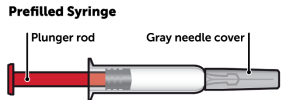 Prefilled Syringe
Plunger rod
Gray needle cover